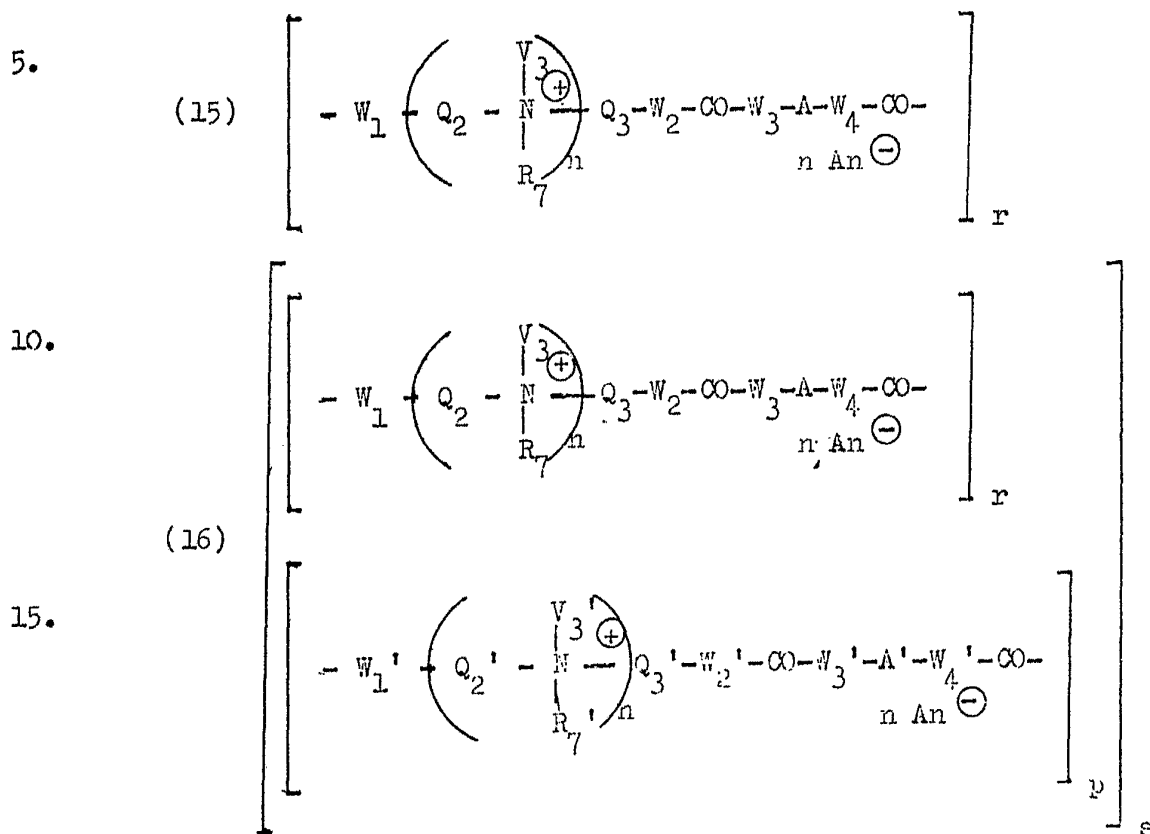 5.
(15) [ - W1 ( Q2 - N ) Q3-W2-CO-W3-A-W4-CO- ] r
V3 ⊕
R7 n
n An ⊖
10.
[ - W1 ( Q2 - N ) Q3-W2-CO-W3-A-W4-CO- ] r
V3 ⊕
R7 n
n An ⊖
(16)
15.
[ - W1' ( Q2' - N ) Q3'-W2'-CO-W3'-A'-W4'-CO- ] p
V3' ⊕
R7' n
n An ⊖
s